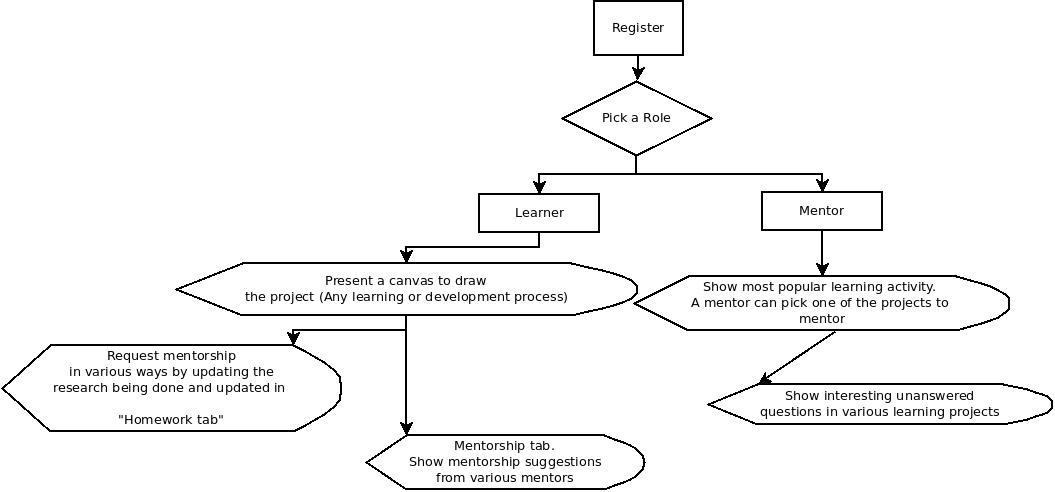 Register
Pick a Role
Learner
Mentor
Present a canvas to draw
the project (Any learning or development process)
Show most popular learning activity.
A mentor can pick one of the projects to
mentor
Request mentorship
in various ways by updating the
research being done and updated in
"Homework tab"
Show interesting unanswered
questions in various learning projects
Mentorship tab.
Show mentorship suggestions
from various mentors